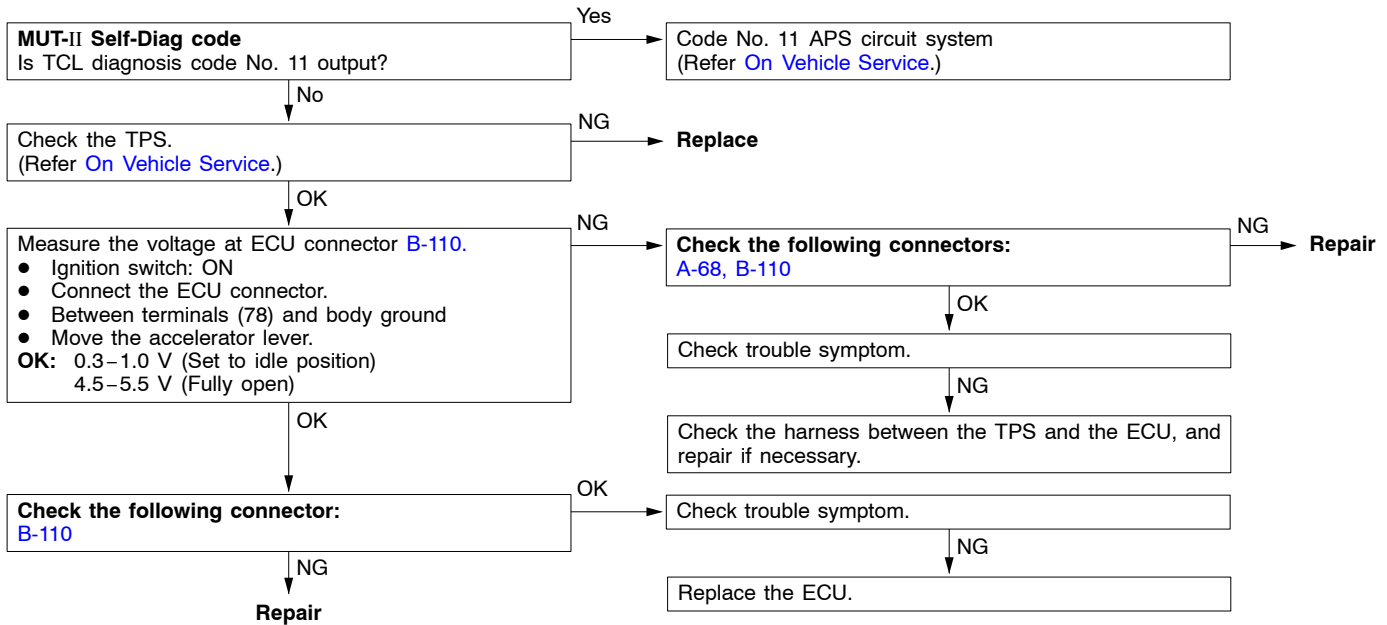 MUT-II Self-Diag code
Is TCL diagnosis code No. 11 output?
Yes
Code No. 11 APS circuit system
(Refer On Vehicle Service.)
No
Check the TPS.
(Refer On Vehicle Service.)
NG
Replace
OK
Measure the voltage at ECU connector B-110.
● Ignition switch: ON
● Connect the ECU connector.
● Between terminals (78) and body ground
● Move the accelerator lever.
OK: 0.3–1.0 V (Set to idle position)
4.5–5.5 V (Fully open)
NG
Check the following connectors:
A-68, B-110
NG
Repair
OK
Check trouble symptom.
NG
Check the harness between the TPS and the ECU, and
repair if necessary.
OK
Check the following connector:
B-110
OK
Check trouble symptom.
NG
Replace the ECU.
NG
Repair